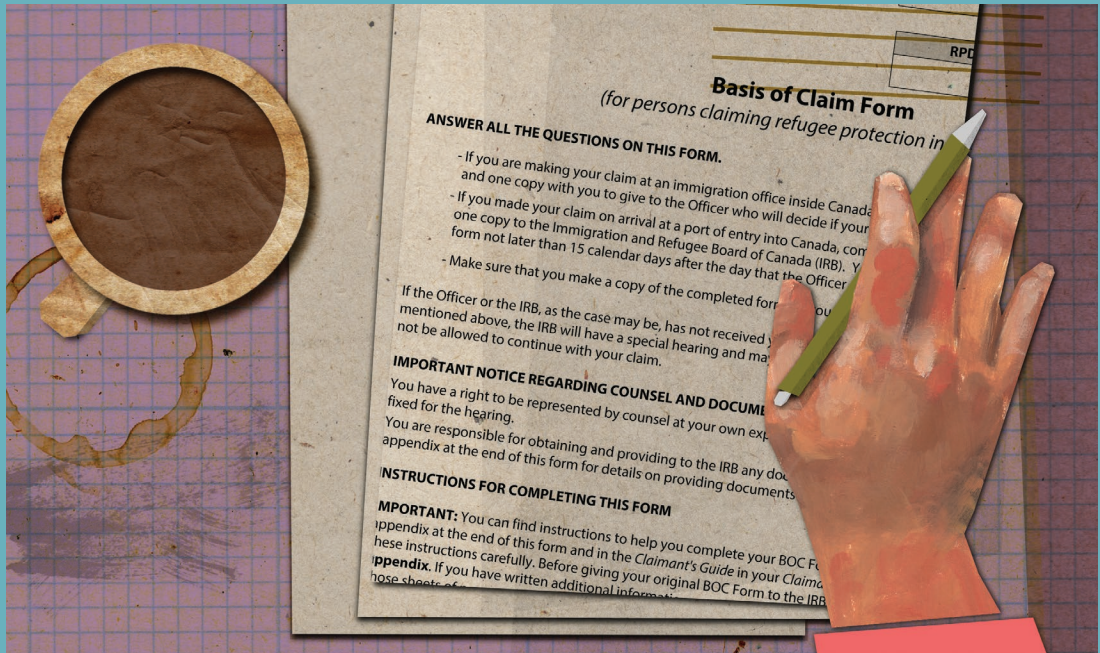 RPD
Basis of Claim Form
(for persons claiming refugee protection in
ANSWER ALL THE QUESTIONS ON THIS FORM.
- If you are making your claim at an immigration office inside Canada
and one copy with you to give to the Officer who will decide if your
- If you made your claim on arrival at a port of entry into Canada, com
one copy to the Immigration and Refugee Board of Canada (IRB). Y
form not later than 15 calendar days after the day that the Officer
- Make sure that you make a copy of the completed for
If the Officer or the IRB, as the case may be, has not received y
mentioned above, the IRB will have a special hearing and may
not be allowed to continue with your claim.
IMPORTANT NOTICE REGARDING COUNSEL AND DOCUME
You have a right to be represented by counsel at your own exp
fixed for the hearing.
You are responsible for obtaining and providing to the IRB any doc
appendix at the end of this form for details on providing documents
INSTRUCTIONS FOR COMPLETING THIS FORM
MPORTANT: You can find instructions to help you complete your BOC F
appendix at the end of this form and in the Claimant's Guide in your Claima
hese instructions carefully. Before giving your original BOC Form to the IRB
appendix. If you have written additional informati
hose sheets of